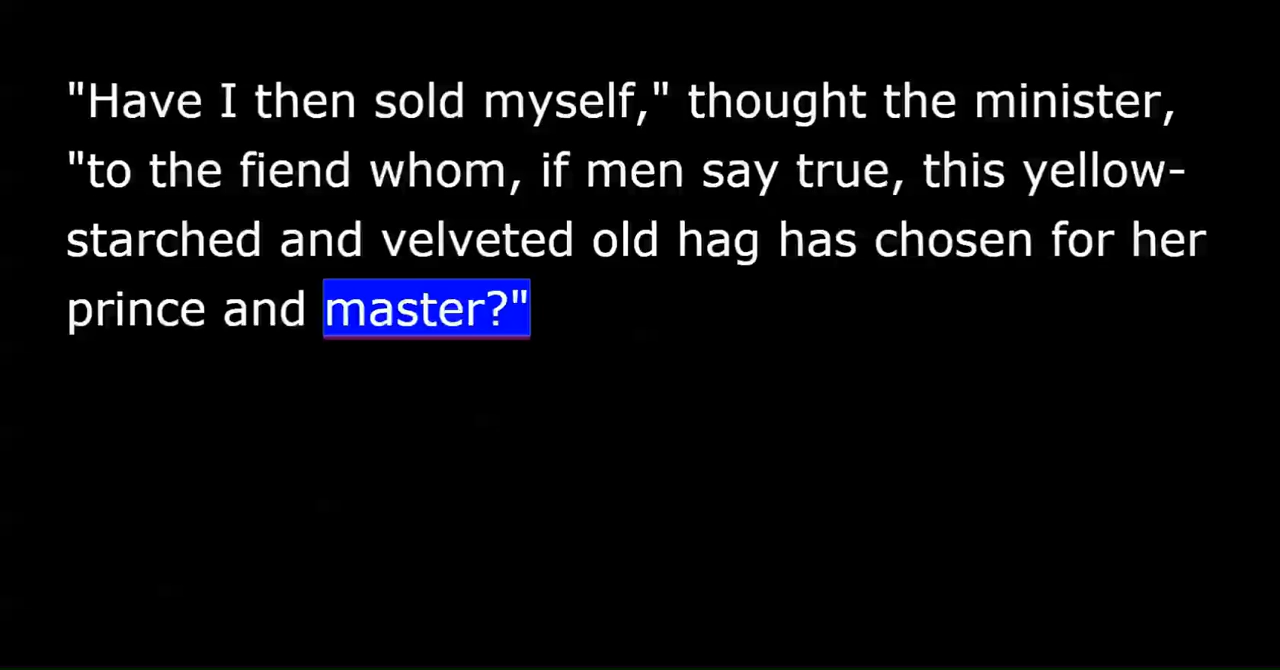 "Have I then sold myself," thought the minister,
"to the fiend whom, if men say true, this yellow-
starched and velveted old hag has chosen for her
prince and master?"